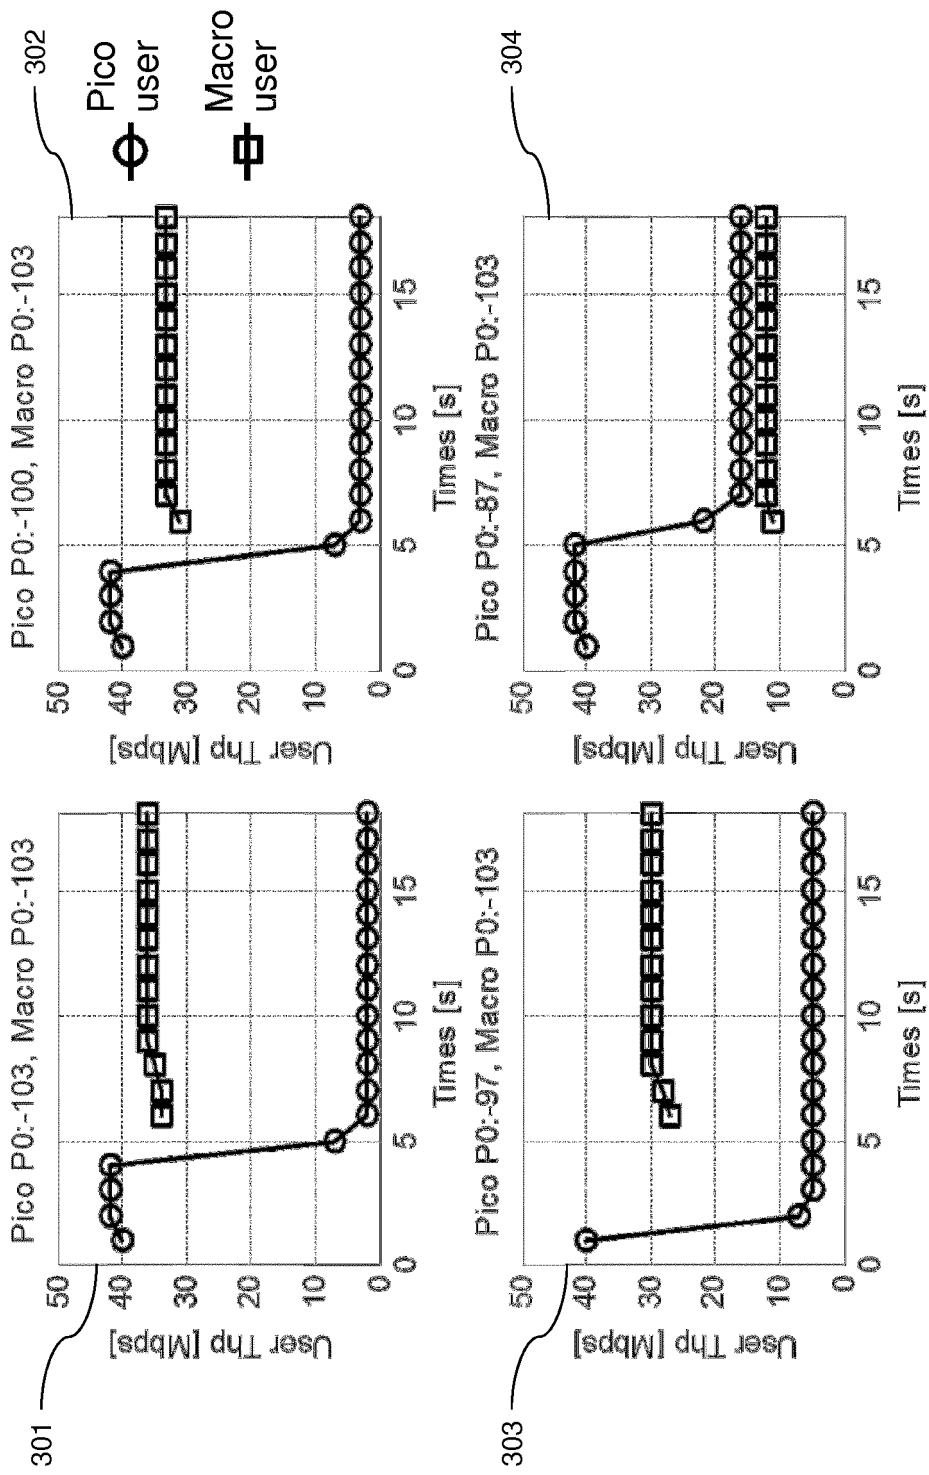 301
Pico P0:-103, Macro P0:-103
User Thp [Mbps]
50
40
30
20
10
0
0
5
10
15
Times [s]
302
Pico P0:-100, Macro P0:-103
User Thp [Mbps]
50
40
30
20
10
0
0
5
10
15
Times [s]
Pico
user
Macro
user
303
Pico P0:-97, Macro P0:-103
User Thp [Mbps]
50
40
30
20
10
0
0
5
10
15
Times [s]
304
Pico P0:-87, Macro P0:-103
User Thp [Mbps]
50
40
30
20
10
0
0
5
10
15
Times [s]